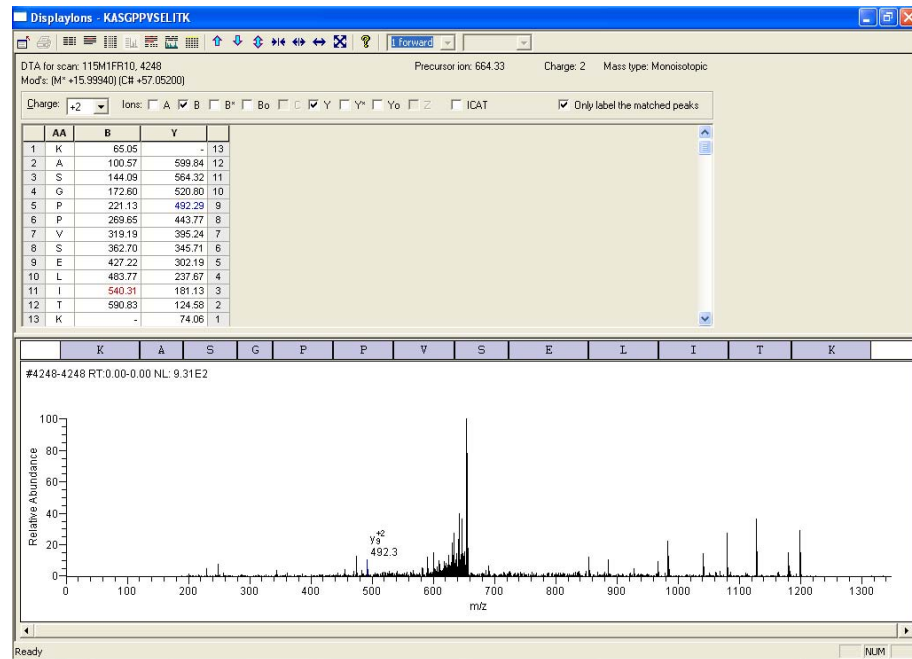 DisplayIons - KASGPPVSELITK
1 forward
DTA for scan: 115M1FR10, 4248 Precursor ion: 664.33 Charge: 2 Mass type: Monoisotopic
Mod's: (M* +15.99940) (C# +57.05200)
Charge: +2 Ions: A B B* Bo C Y Y* Yo Z ICAT Only label the matched peaks
AA B Y
1 K 65.05 - 13
2 A 100.57 599.84 12
3 S 144.09 564.32 11
4 G 172.60 520.80 10
5 P 221.13 492.29 9
6 P 269.65 443.77 8
7 V 319.19 395.24 7
8 S 362.70 345.71 6
9 E 427.22 302.19 5
10 L 483.77 237.67 4
11 I 540.31 181.13 3
12 T 590.83 124.58 2
13 K - 74.06 1
K A S G P P V S E L I T K
#4248-4248 RT:0.00-0.00 NL: 9.31E2
100
80
60
40
20
0
Relative Abundance
y9+2
492.3
0 100 200 300 400 500 600 700 800 900 1000 1100 1200 1300
m/z
Ready NUM